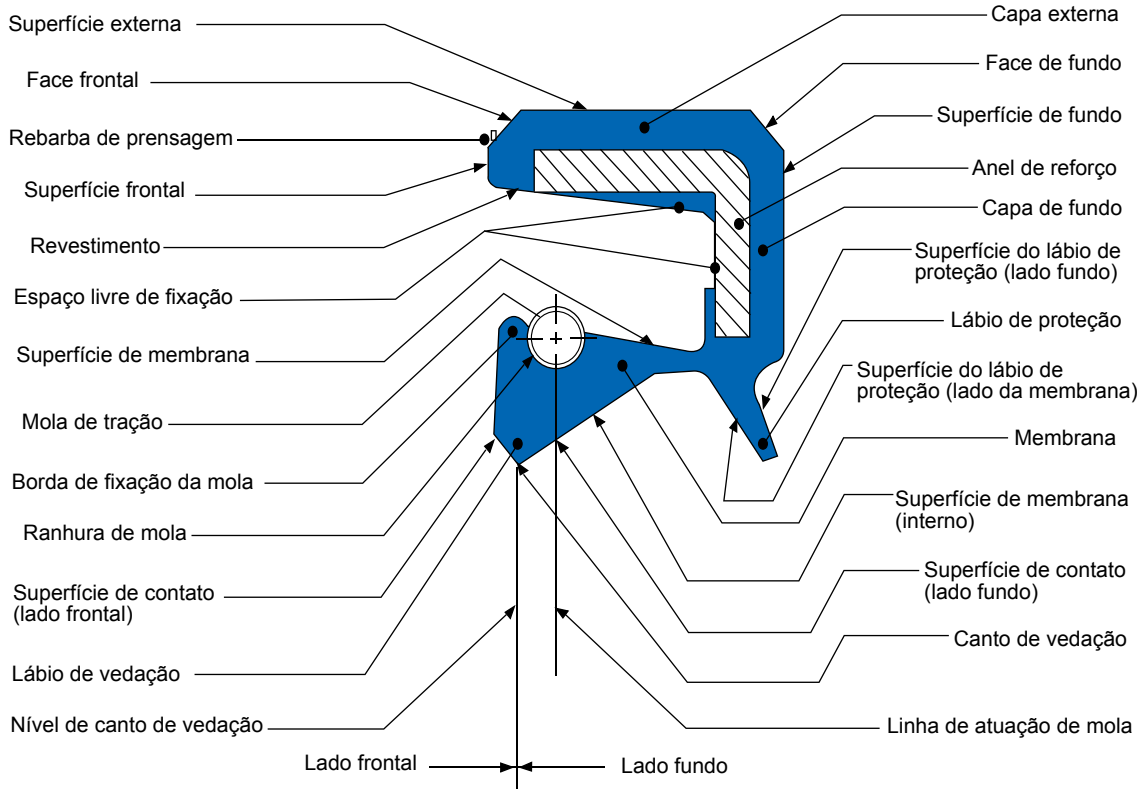 Superfície externa
Face frontal
Rebarba de prensagem
Superfície frontal
Revestimento
Espaço livre de fixação
Superfície de membrana
Mola de tração
Borda de fixação da mola
Ranhura de mola
Superfície de contato
(lado frontal)
Lábio de vedação
Nível de canto de vedação
Lado frontal
Lado fundo
Capa externa
Face de fundo
Superfície de fundo
Anel de reforço
Capa de fundo
Superfície do lábio de
proteção (lado fundo)
Lábio de proteção
Superfície do lábio de
proteção (lado da membrana)
Membrana
Superfície de membrana
(interno)
Superfície de contato
(lado fundo)
Canto de vedação
Linha de atuação de mola